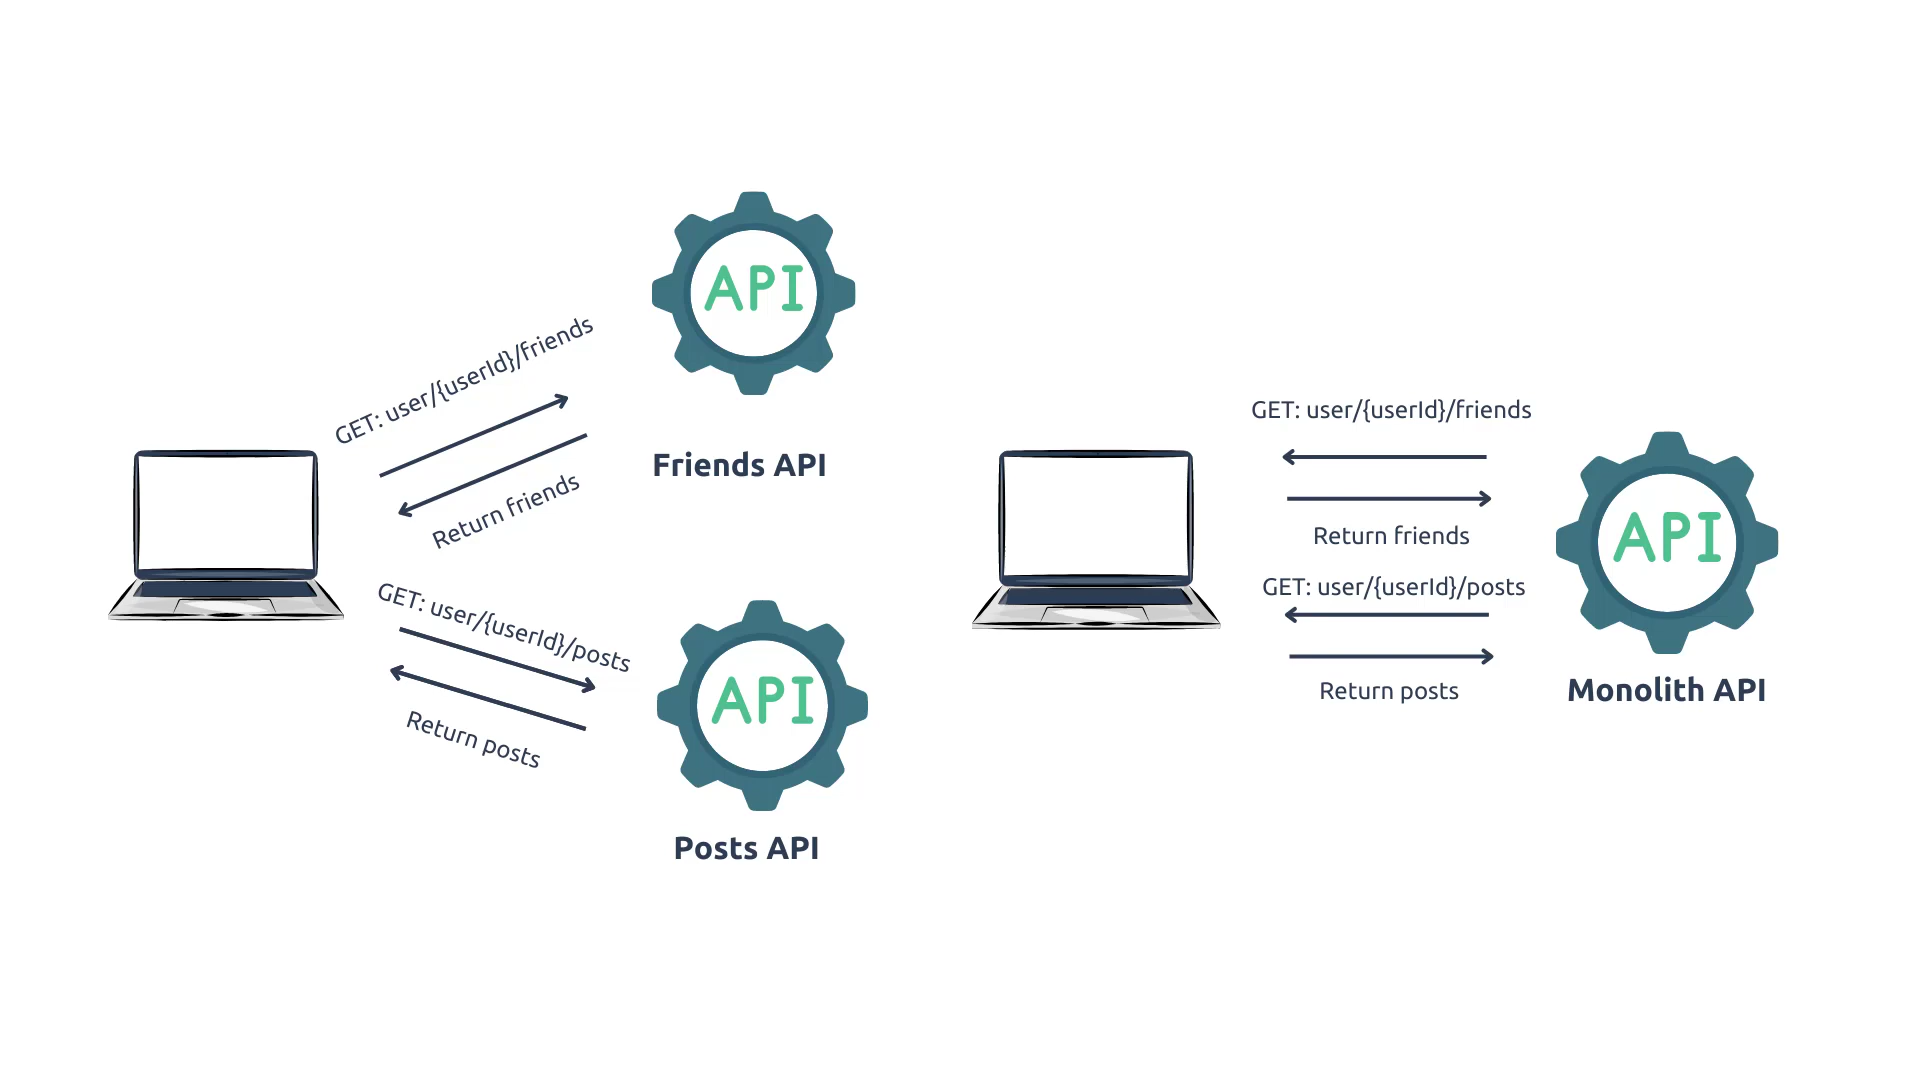 API
GET: user/{userId}/friends
Friends API
Return friends
GET: user/{userId}/posts
API
Return posts
Posts API
GET: user/{userId}/friends
API
Return friends
GET: user/{userId}/posts
Return posts
Monolith API